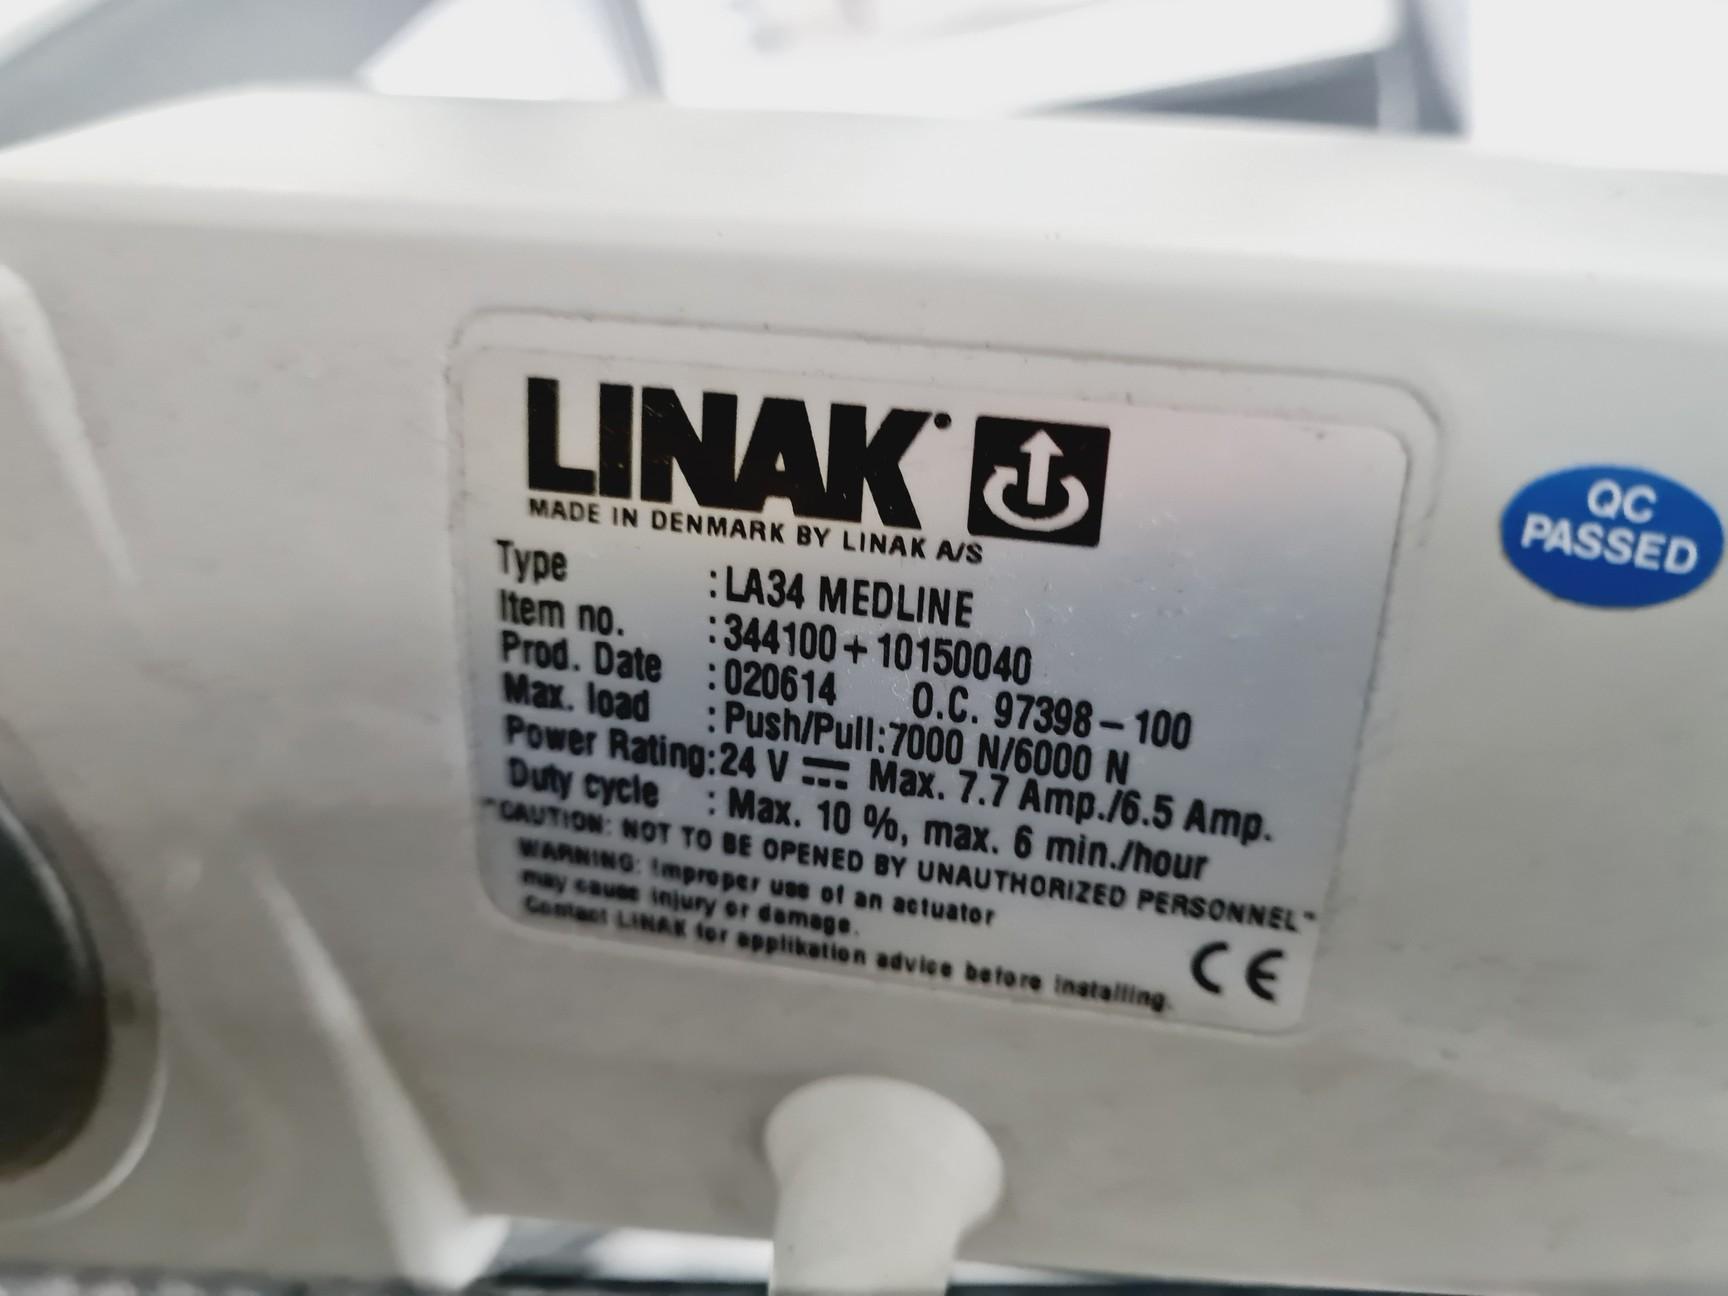 LINAK
MADE IN DENMARK BY LINAK A/S
Type : LA34 MEDLINE
Item no. : 344100+10150040
Prod. Date : 020614 O.C. 97398-100
Max. load : Push/Pull: 7000 N/6000 N
Power Rating: 24 V Max. 7.7 Amp./6.5 Amp.
Duty cycle : Max. 10 %, max. 6 min./hour
"CAUTION: NOT TO BE OPENED BY UNAUTHORIZED PERSONNEL"
WARNING: Improper use of an actuator
may cause injury or damage.
Contact LINAK for applikation advice before installing.
CE
QC
PASSED